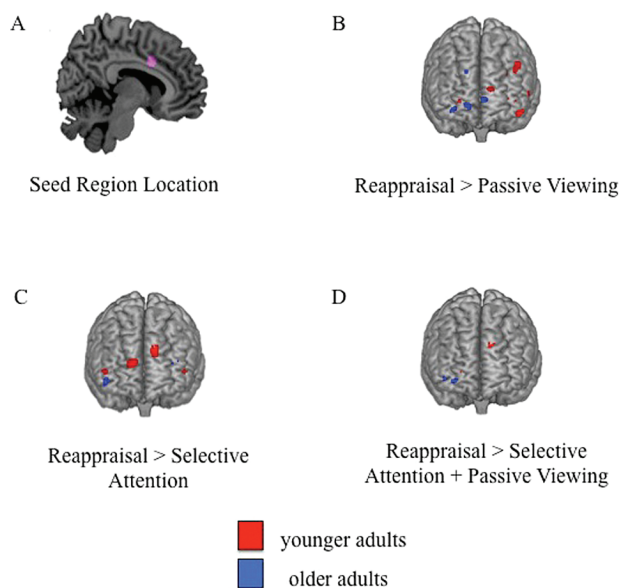 A
B
Seed Region Location
Reappraisal > Passive Viewing
C
D
Reappraisal > Selective
Attention
Reappraisal > Selective
Attention + Passive Viewing
younger adults
older adults